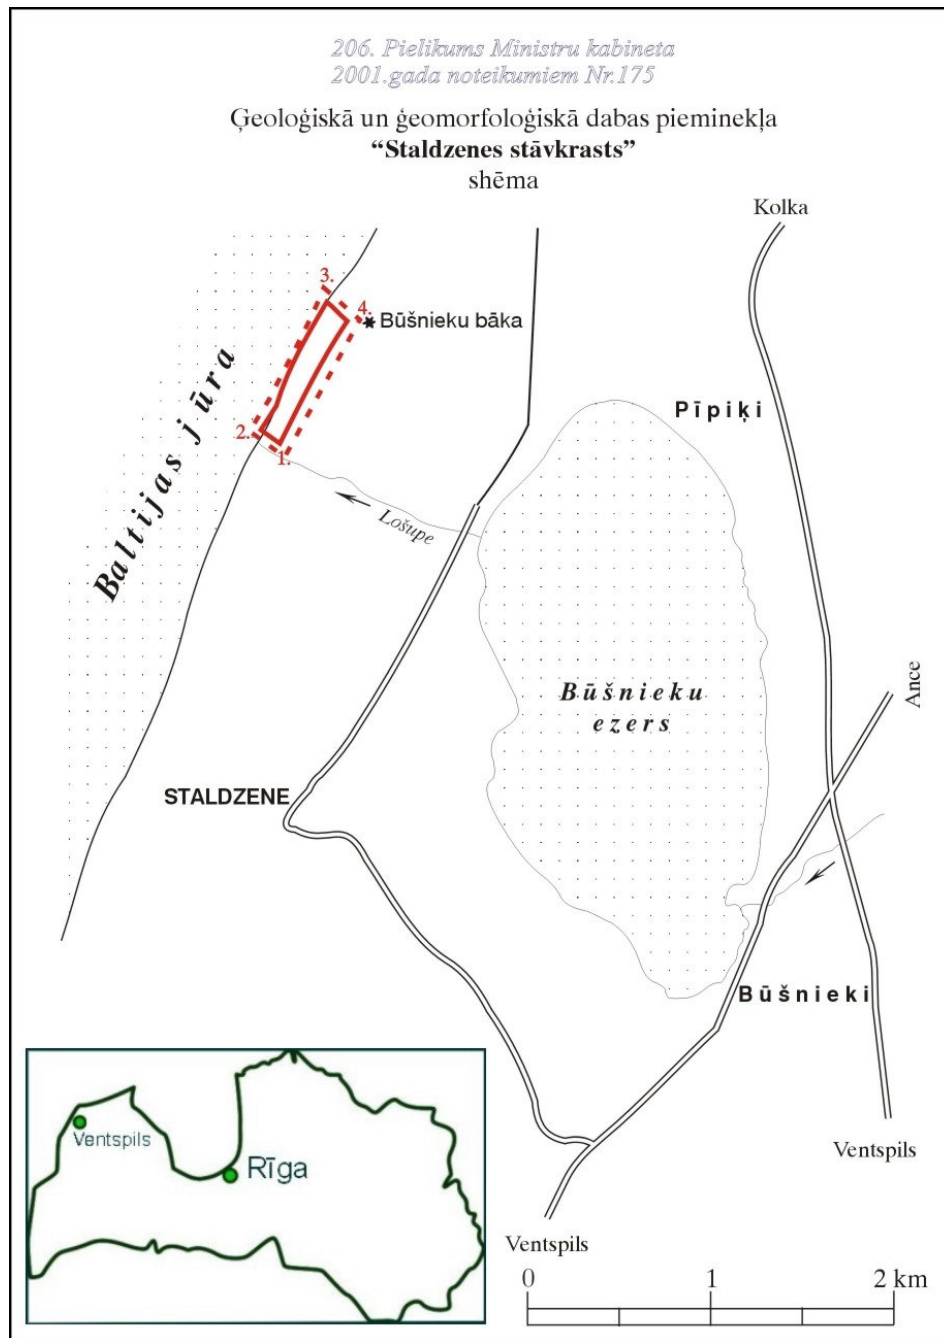 206. Pielikums Ministru kabineta
2001.gada noteikumiem Nr.175
Ģeoloģiskā un ģeomorfoloģiskā dabas pieminekļa
“Staldzenes stāvkrasts”
shēma
Kolka
3.
4.
Būšnieku bāka
Baltijas jūra
2.
1.
Pīpiķi
Lošupe
Būšnieku
ezers
Ance
STALDZENE
Būšnieki
Ventspils
Rīga
Ventspils
Ventspils
0 1 2 km